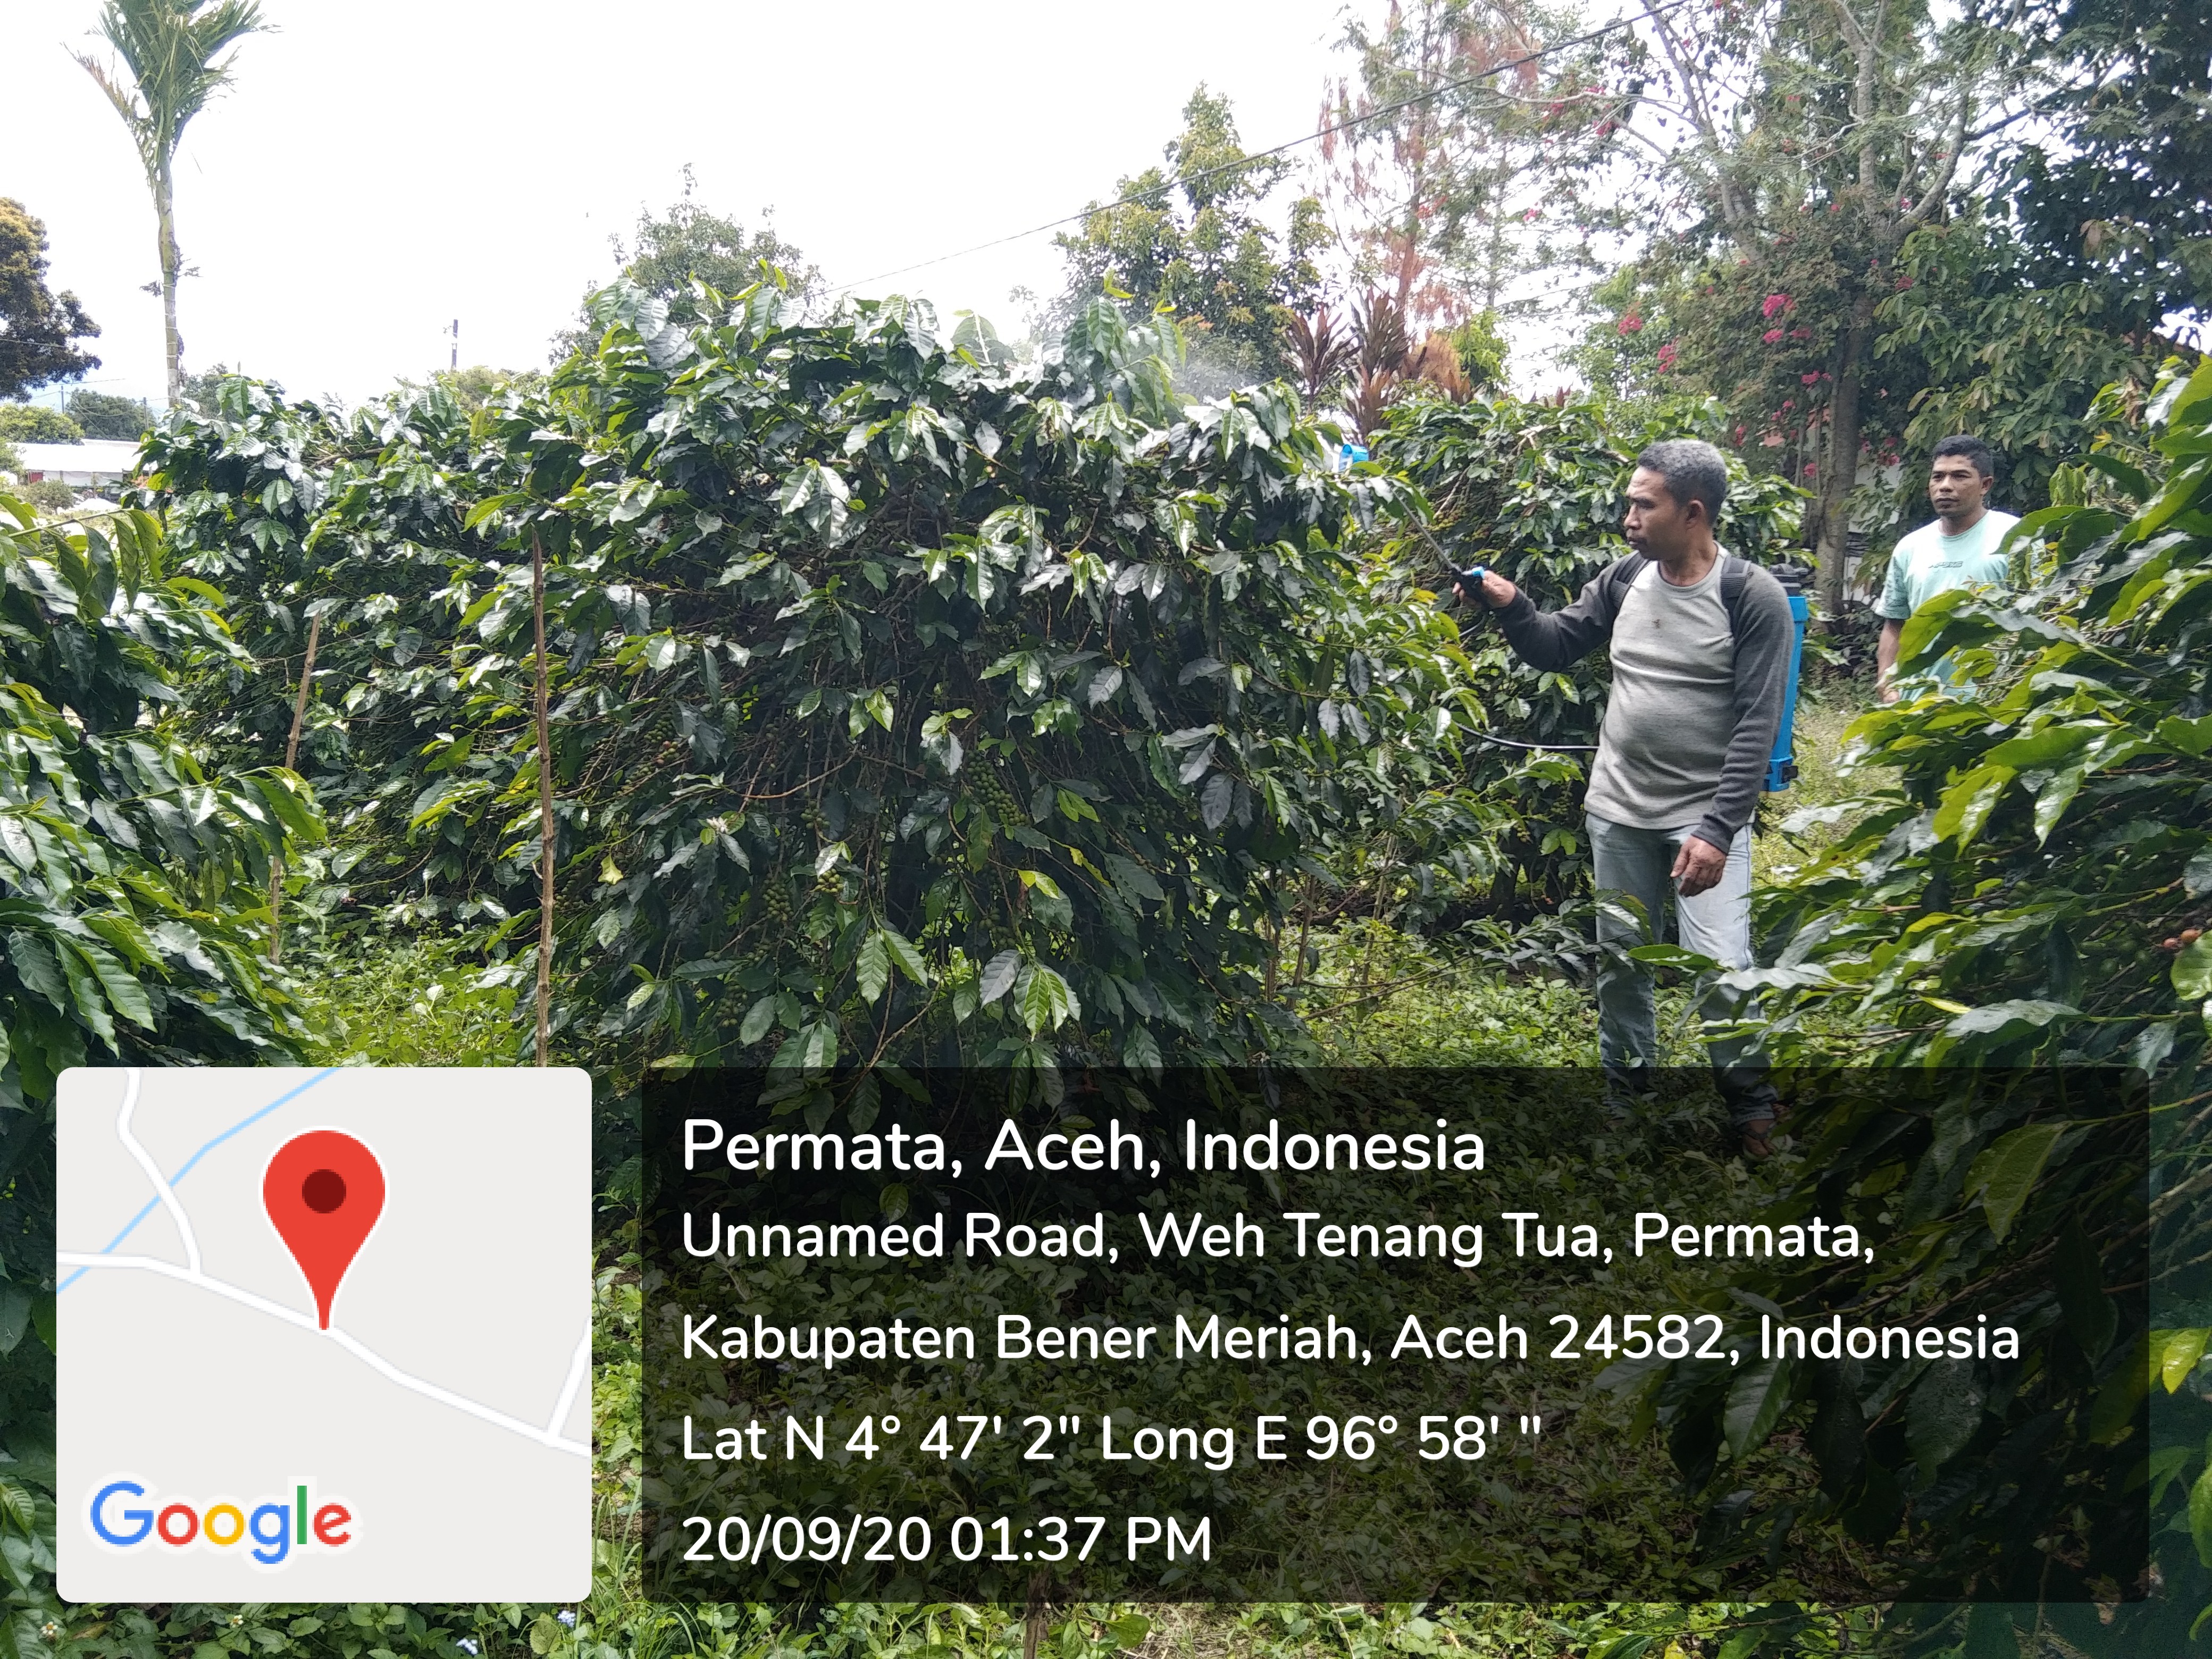 Permata, Aceh, Indonesia
Unnamed Road, Weh Tenang Tua, Permata,
Kabupaten Bener Meriah, Aceh 24582, Indonesia
Lat N 4° 47' 2" Long E 96° 58' "
20/09/20 01:37 PM
Google